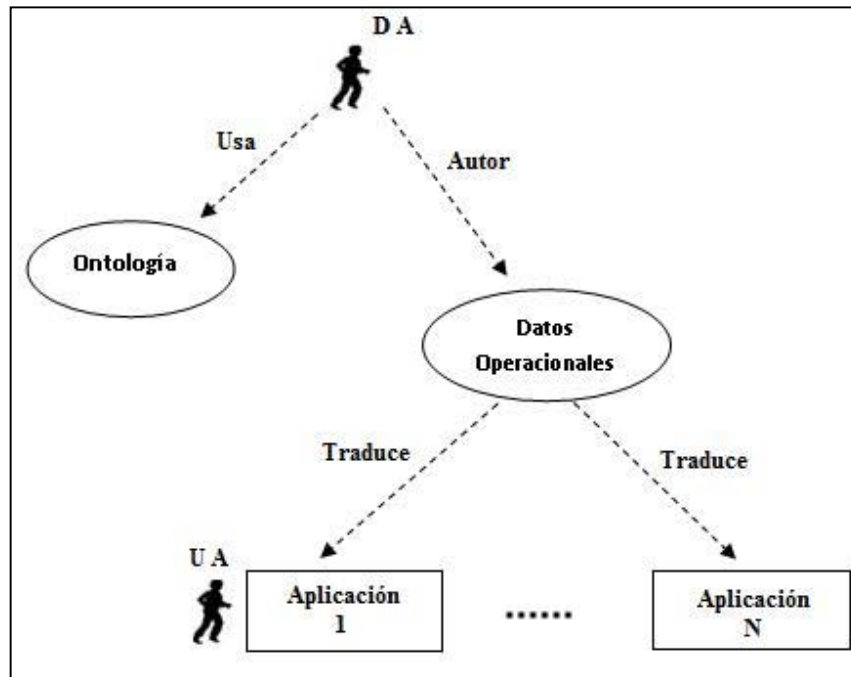 D A
Usa
Autor
Ontología
Datos
Operacionales
Traduce
Traduce
U A
Aplicación
1
Aplicación
N